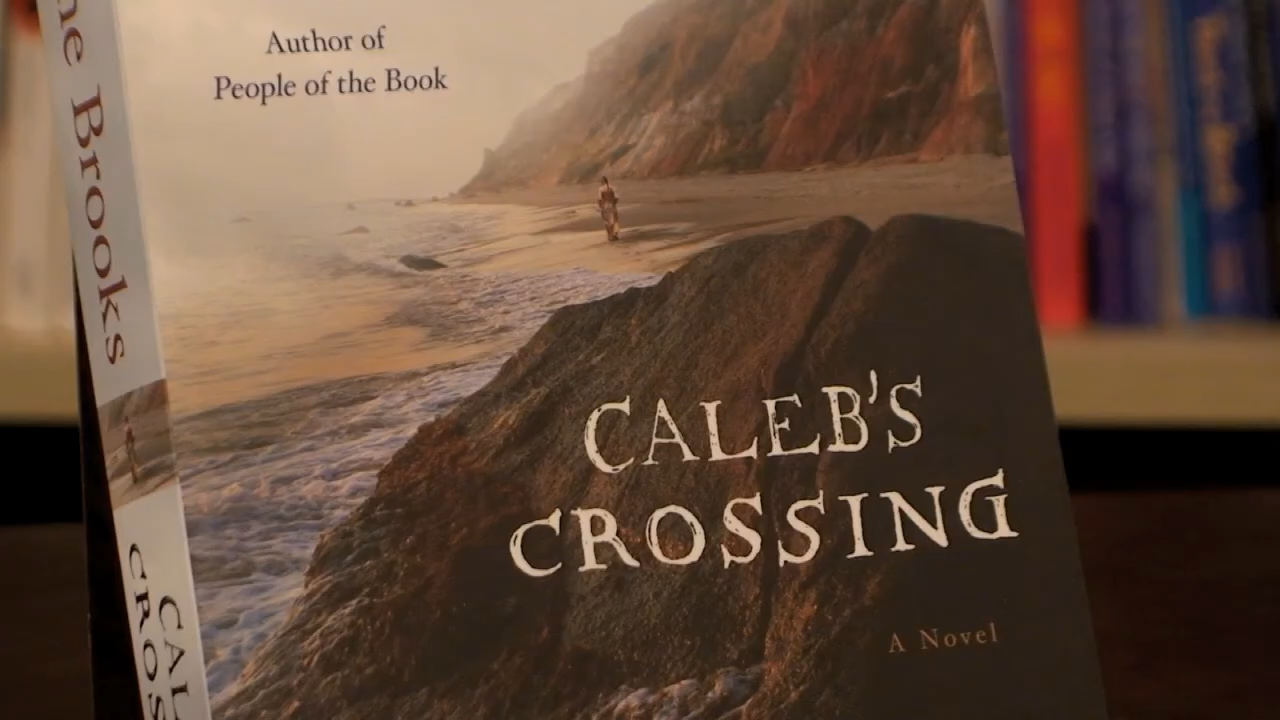 Author of
People of the Book
CALEB'S
CROSSING
A Novel
ne Brooks
CAL
CROS